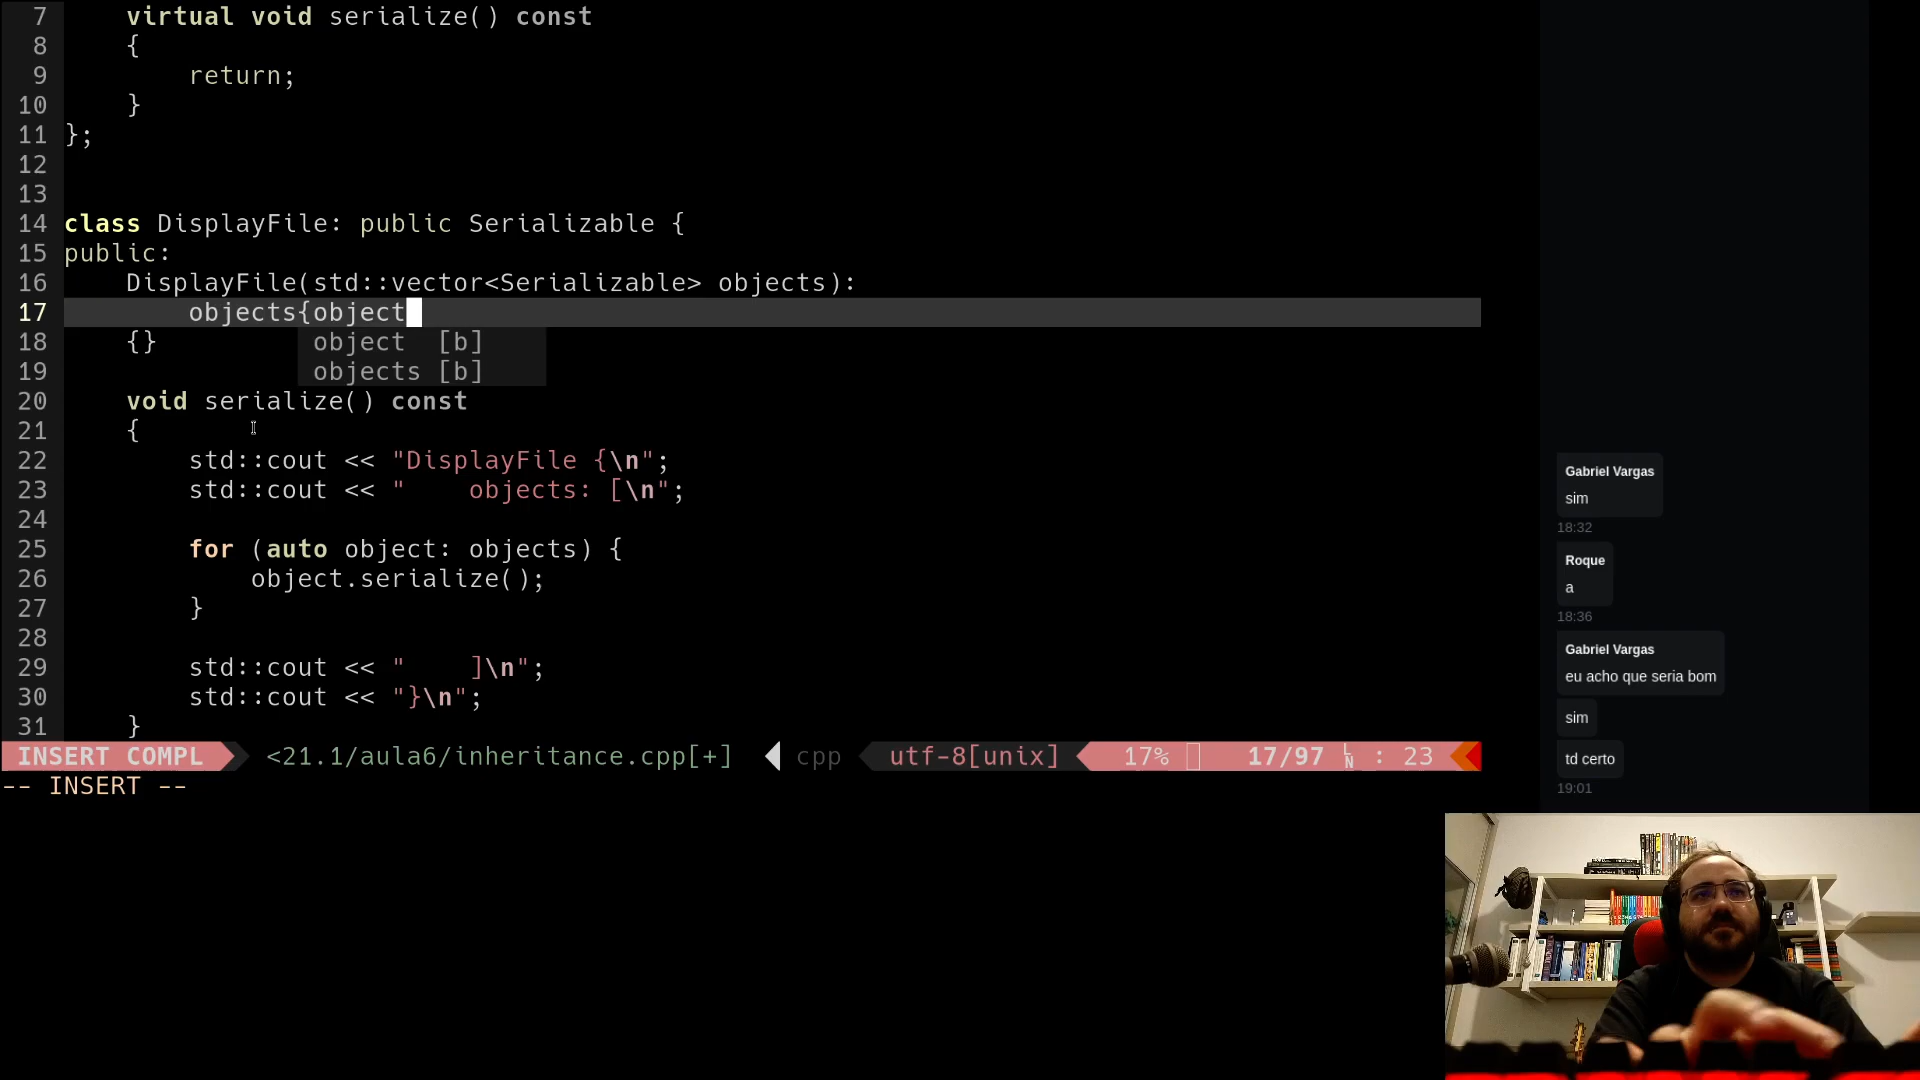 7 virtual void serialize() const
8 {
9 return;
10 }
11 };
12
13
14 class DisplayFile: public Serializable {
15 public:
16 DisplayFile(std::vector<Serializable> objects):
17 objects{object
18 {}
object [b]
19
objects [b]
20 void serialize() const
21 {
22 std::cout << "DisplayFile {\n";
23 std::cout << "    objects: [\n";
24
25 for (auto object: objects) {
26 object.serialize();
27 }
28
29 std::cout << "    ]\n";
30 std::cout << "}\n";
31 }
INSERT COMPL <21.1/aula6/inheritance.cpp[+] cpp utf-8[unix] 17% 17/97 LN : 23
-- INSERT --
Gabriel Vargas
sim
18:32
Roque
a
18:36
Gabriel Vargas
eu acho que seria bom
sim
td certo
19:01